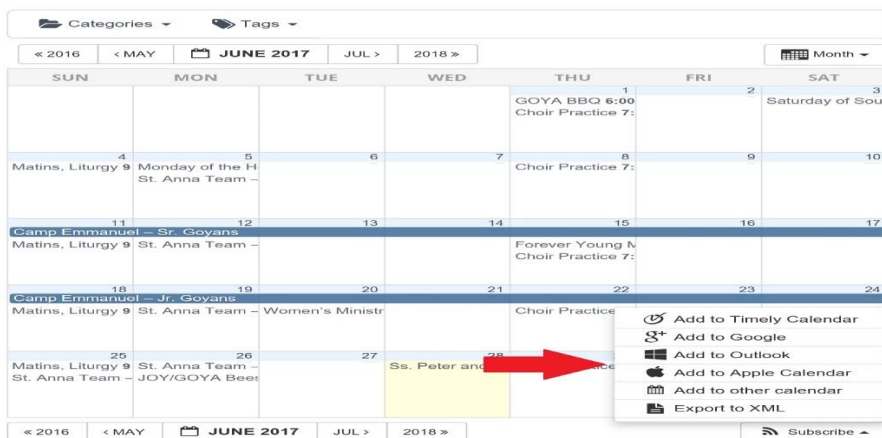 Categories Tags
« 2016 < MAY JUNE 2017 JUL > 2018 » Month
SUN MON TUE WED THU FRI SAT
1 2 3
GOYA BBQ 6:00 Saturday of Sou
Choir Practice 7:
4 5 6 7 8 9 10
Matins, Liturgy 9 Monday of the H Choir Practice 7:
St. Anna Team –
11 12 13 14 15 16 17
Camp Emmanuel – Sr. Goyans
Matins, Liturgy 9 St. Anna Team – Forever Young M
Choir Practice 7:
18 19 20 21 22 23 24
Camp Emmanuel – Jr. Goyans
Matins, Liturgy 9 St. Anna Team – Women's Ministr Choir Practice
25 26 27 28
Matins, Liturgy 9 St. Anna Team – Ss. Peter and
St. Anna Team – JOY/GOYA Bees
Add to Timely Calendar
g+ Add to Google
Add to Outlook
Add to Apple Calendar
Add to other calendar
Export to XML
« 2016 < MAY JUNE 2017 JUL > 2018 » Subscribe